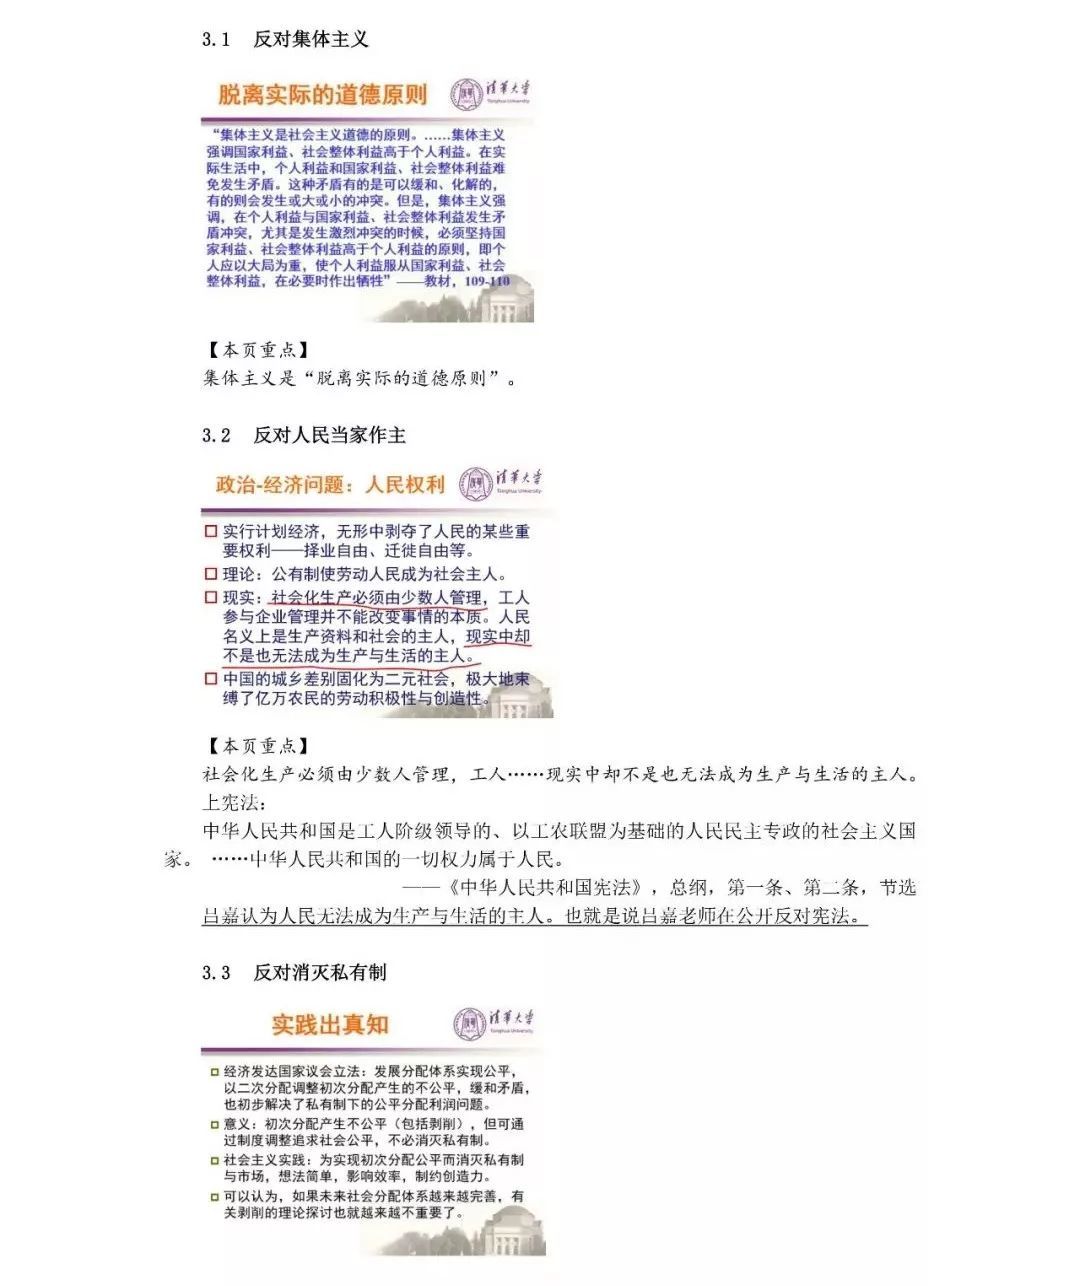 3.1 反对集体主义
脱离实际的道德原则
清华大学
Tsinghua University
“集体主义是社会主义道德的原则。……集体主义
强调国家利益、社会整体利益高于个人利益。在实
际生活中，个人利益和国家利益、社会整体利益难
免发生矛盾。这种矛盾有的是可以缓和、化解的，
有的则会发生或大或小的冲突。但是，集体主义强
调，在个人利益与国家利益、社会整体利益发生矛
盾冲突，尤其是发生激烈冲突的时候，必须坚持国
家利益、社会整体利益高于个人利益的原则，即个
人应以大局为重，使个人利益服从国家利益、社会
整体利益，在必要时作出牺牲”——教材，109-110
【本页重点】
集体主义是“脱离实际的道德原则”。
3.2 反对人民当家作主
政治-经济问题：人民权利
清华大学
Tsinghua University
实行计划经济，无形中剥夺了人民的某些重
要权利——择业自由、迁徙自由等。
理论：公有制使劳动人民成为社会主人。
现实：社会化生产必须由少数人管理，工人
参与企业管理并不能改变事情的本质。人民
名义上是生产资料和社会的主人，现实中却
不是也无法成为生产与生活的主人。
中国的城乡差别固化为二元社会，极大地束
缚了亿万农民的劳动积极性与创造性。
【本页重点】
社会化生产必须由少数人管理，工人……现实中却不是也无法成为生产与生活的主人。
上宪法：
中华人民共和国是工人阶级领导的、以工农联盟为基础的人民民主专政的社会主义国
家。 ……中华人民共和国的一切权力属于人民。
——《中华人民共和国宪法》，总纲，第一条、第二条，节选
吕嘉认为人民无法成为生产与生活的主人。也就是说吕嘉老师在公开反对宪法。
3.3 反对消灭私有制
实践出真知
清华大学
Tsinghua University
经济发达国家议会立法：发展分配体系实现公平，
以二次分配调整初次分配产生的不公平，缓和矛盾，
也初步解决了私有制下的公平分配利润问题。
意义：初次分配产生不公平（包括剥削），但可通
过制度调整追求社会公平，不必消灭私有制。
社会主义实践：为实现初次分配公平而消灭私有制
与市场，想法简单，影响效率，制约创造力。
可以认为，如果未来社会分配体系越来越完善，有
关剥削的理论探讨也就越来越不重要了。